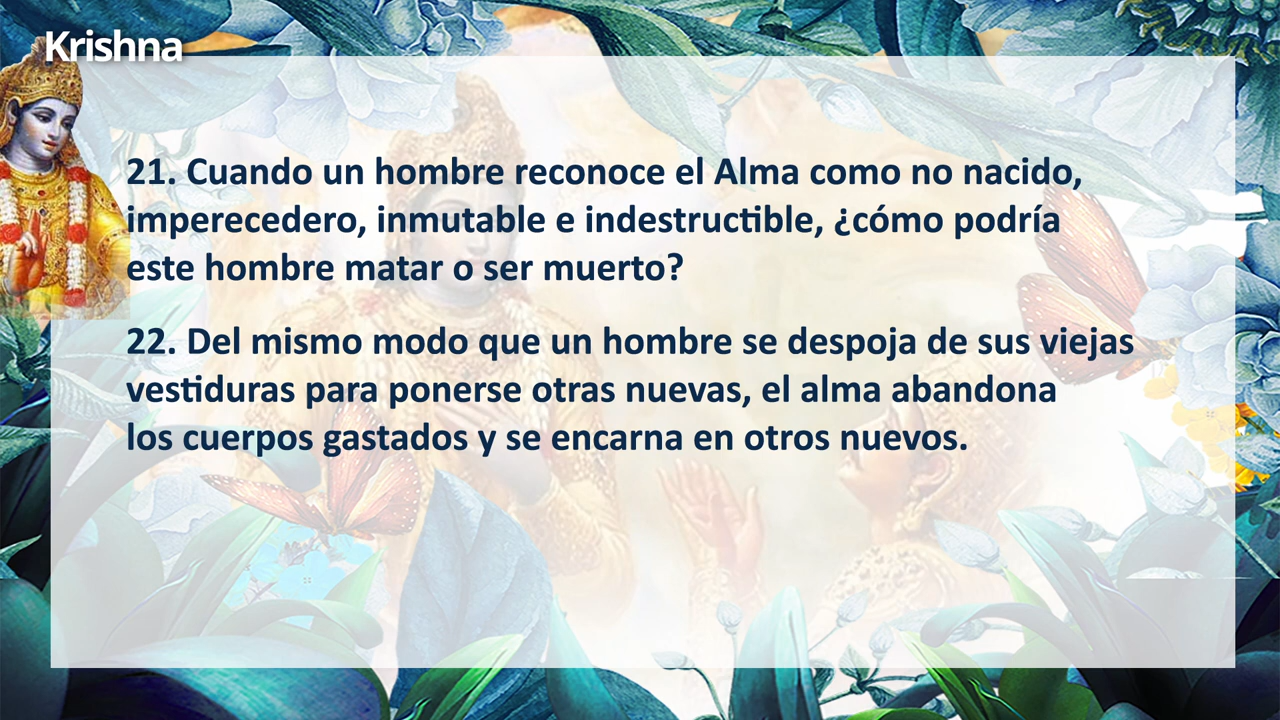 Krishna
21. Cuando un hombre reconoce el Alma como no nacido,
imperecedero, inmutable e indestructible, ¿cómo podría
este hombre matar o ser muerto?
22. Del mismo modo que un hombre se despoja de sus viejas
vestiduras para ponerse otras nuevas, el alma abandona
los cuerpos gastados y se encarna en otros nuevos.